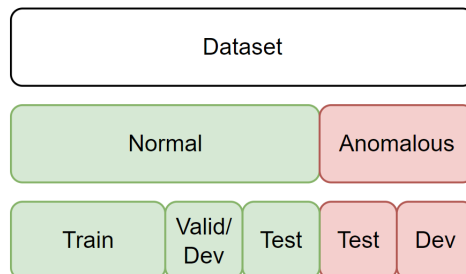 Dataset
Normal
Anomalous
Train
Valid/
Dev
Test
Test
Dev